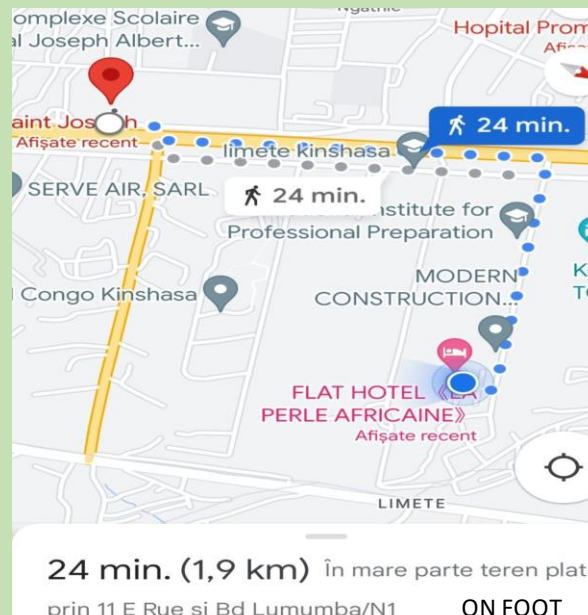 Ngathie
omplexe Scolaire
al Joseph Albert...
Hopital Prom
aint Jos h
Afișate recent
24 min.
limete kinshasa
SERVE AIR, SARL
24 min.
nstitute for
Professional Preparation
Congo Kinshasa
MODERN
CONSTRUCTION...
K
FLAT HOTEL 《LA
PERLE AFRICAINE》
Afișate recent
LIMETE
24 min. (1,9 km) În mare parte teren plat
prin 11 E Rue și Bd Lumumba/N1
ON FOOT